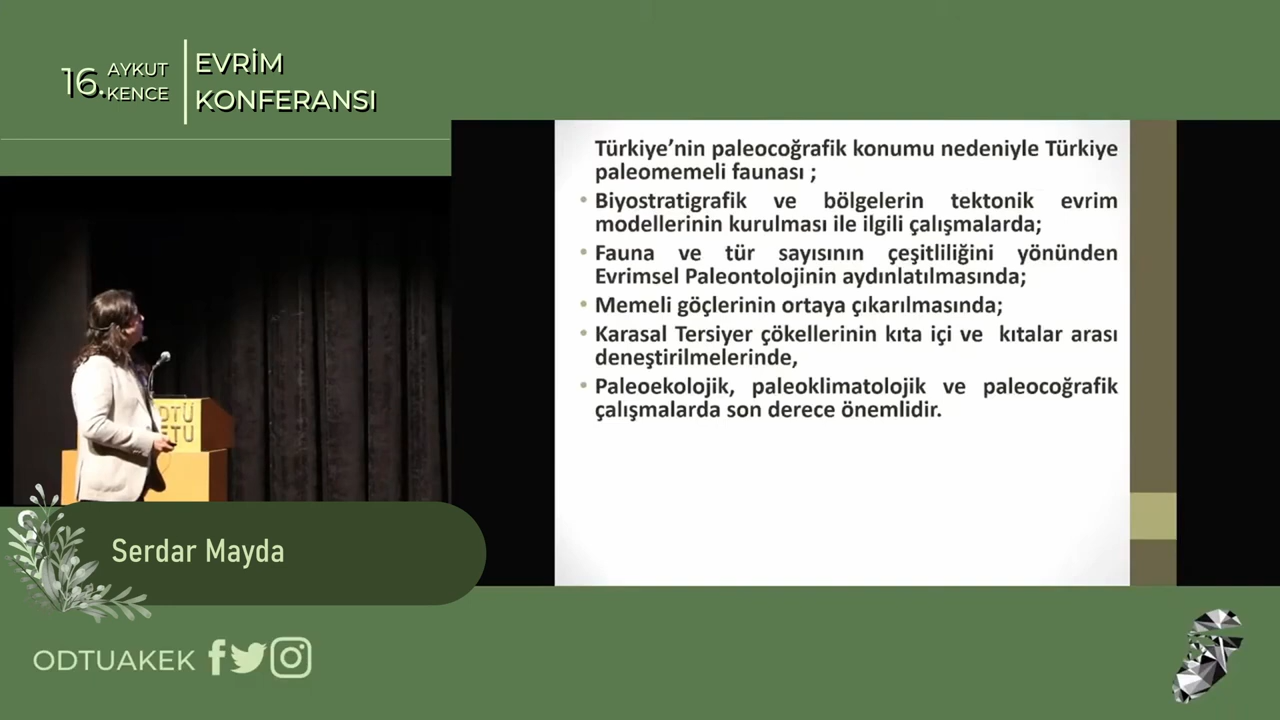 16. AYKUT KENCE
EVRİM
KONFERANSI
Türkiye’nin paleocoğrafik konumu nedeniyle Türkiye
paleomemeli faunası ;
• Biyostratigrafik ve bölgelerin tektonik evrim
modellerinin kurulması ile ilgili çalışmalarda;
• Fauna ve tür sayısının çeşitliliğini yönünden
Evrimsel Paleontolojinin aydınlatılmasında;
• Memeli göçlerinin ortaya çıkarılmasında;
• Karasal Tersiyer çökellerinin kıta içi ve kıtalar arası
deneştirilmelerinde,
• Paleoekolojik, paleoklimatolojik ve paleocoğrafik
çalışmalarda son derece önemlidir.
ODTÜ
METU
Serdar Mayda
ODTUAKEK